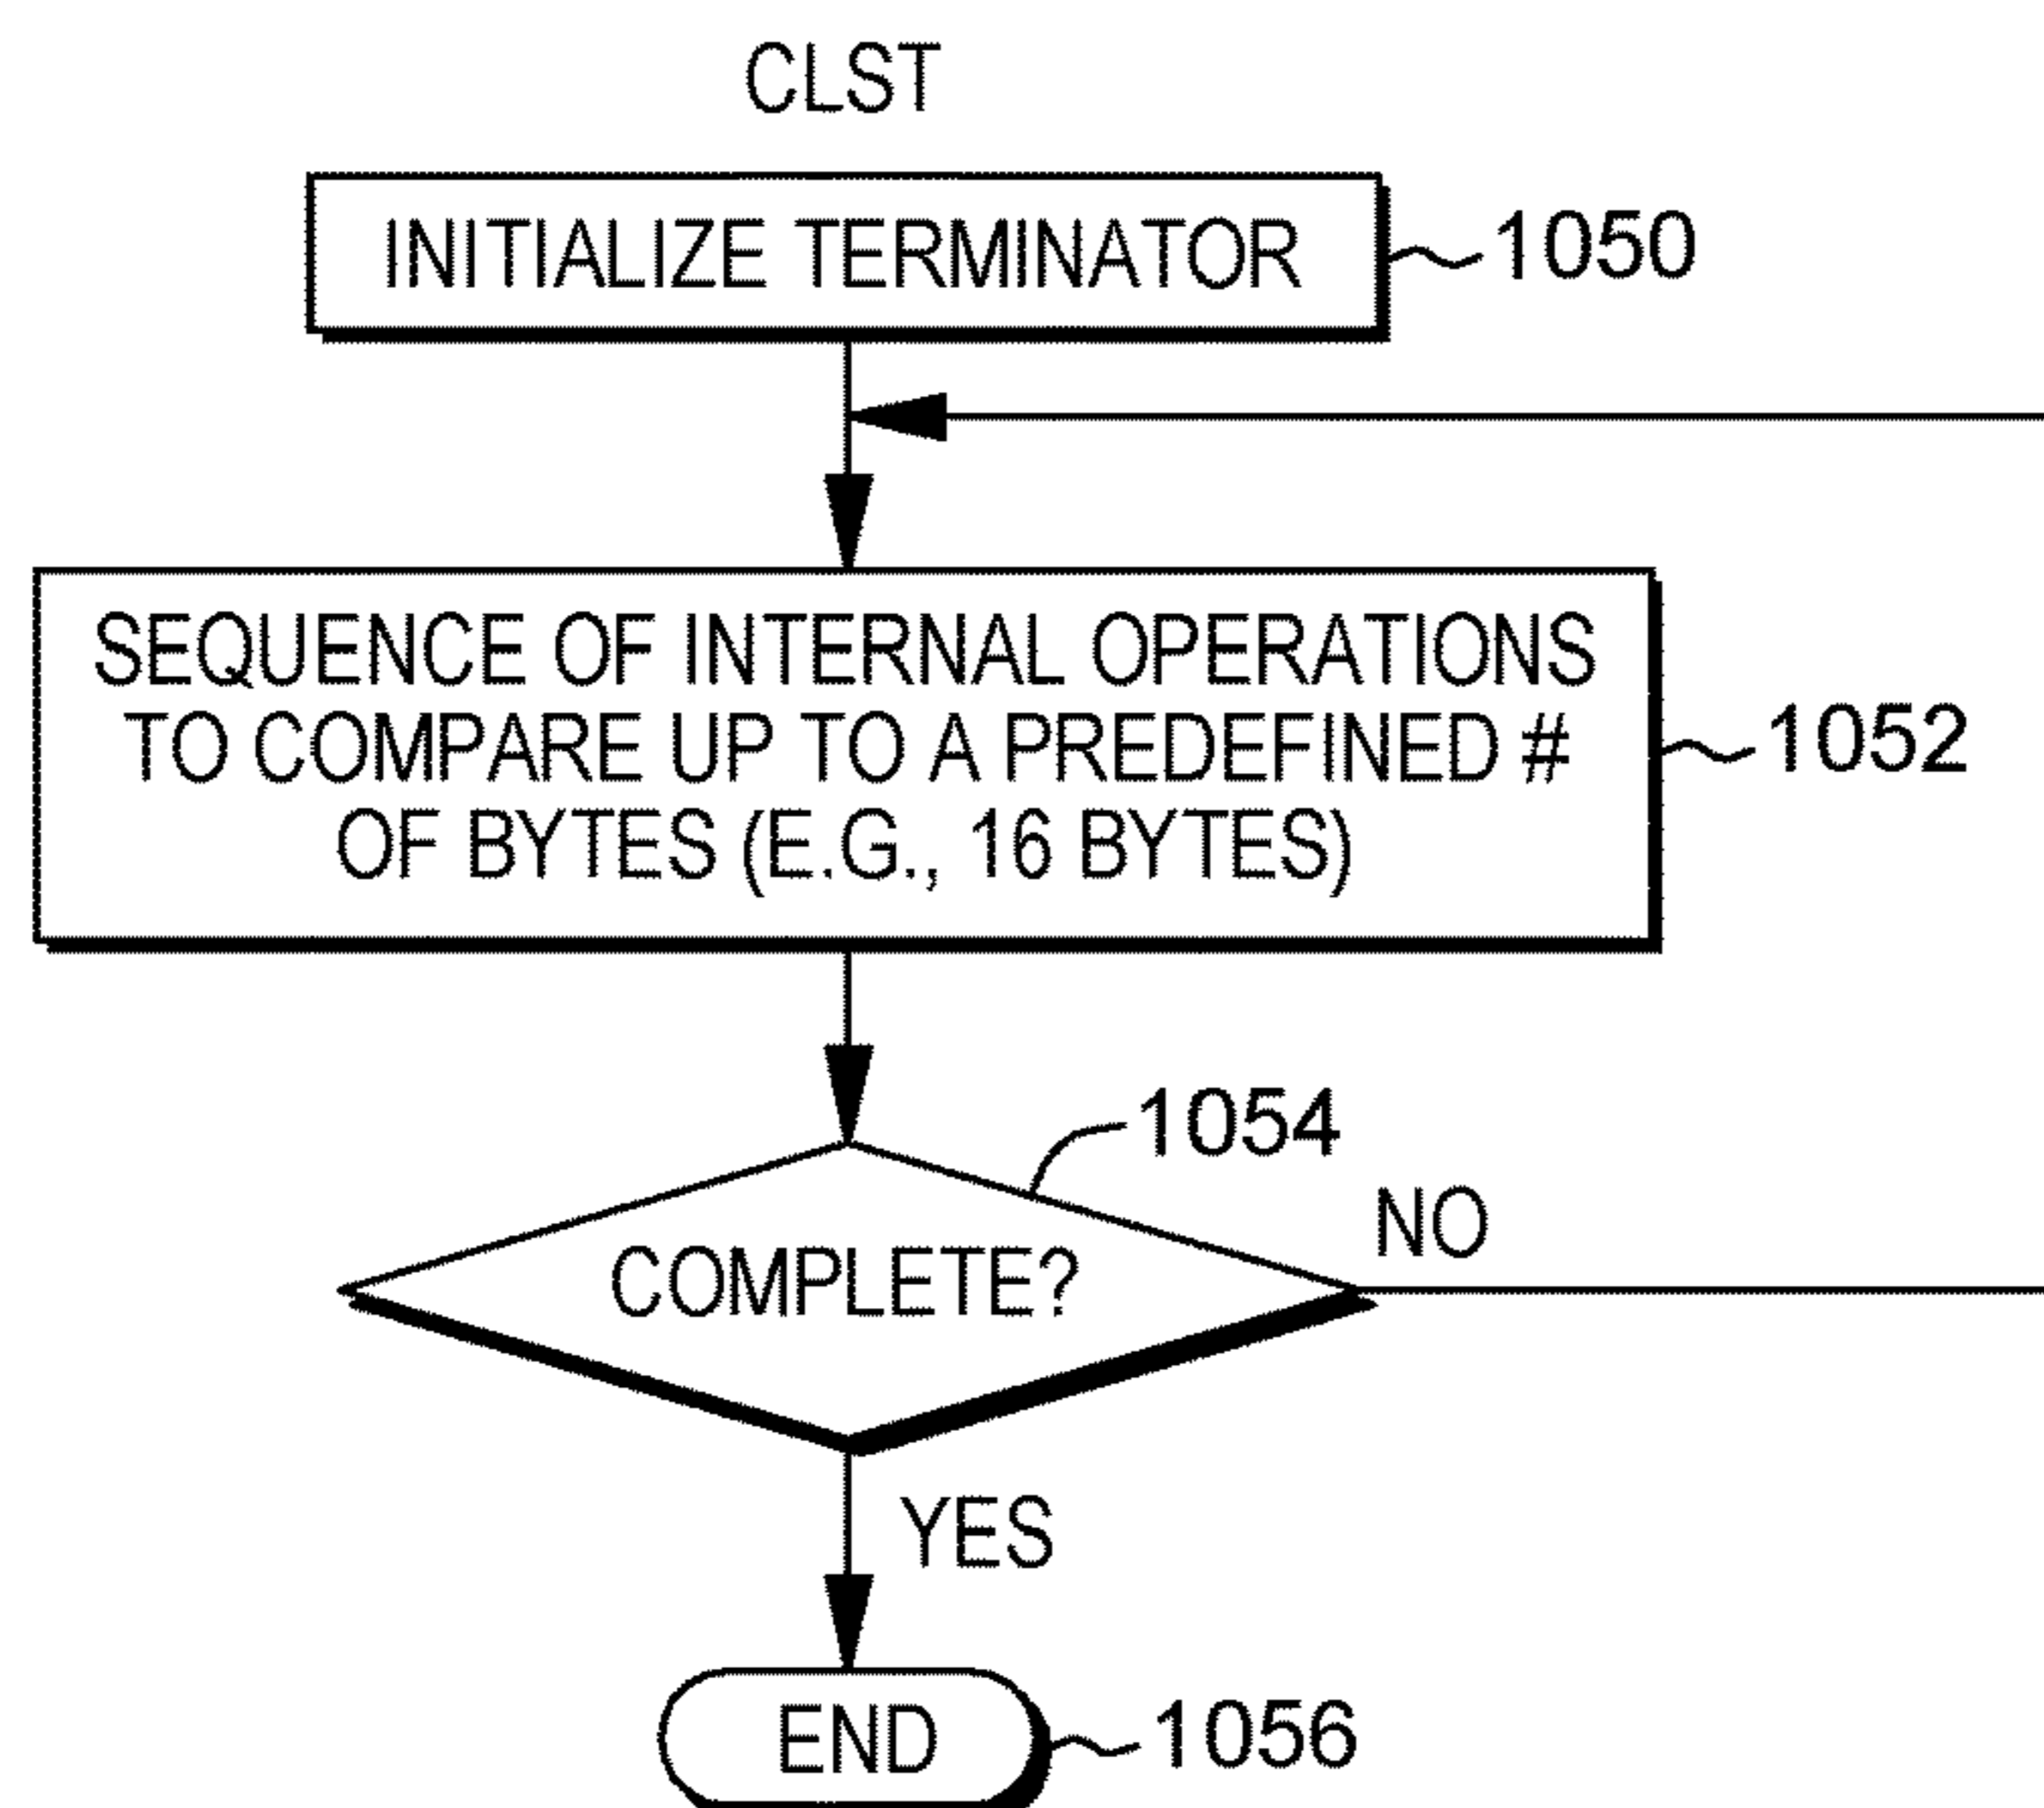 CLST
INITIALIZE TERMINATOR
1050
SEQUENCE OF INTERNAL OPERATIONS
TO COMPARE UP TO A PREDEFINED #
OF BYTES (E.G., 16 BYTES)
1052
1054
COMPLETE?
NO
YES
END
1056